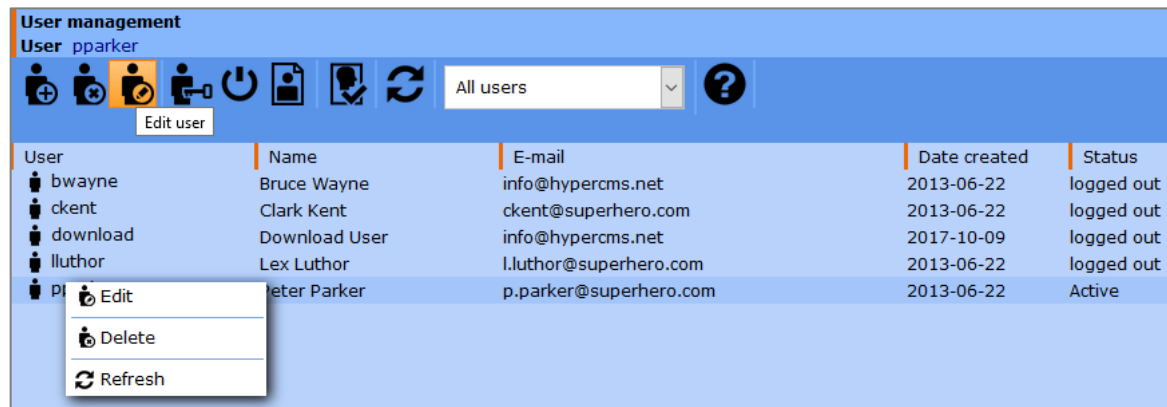 User management
User pparker
All users
Edit user
User Name E-mail Date created Status
bwayne Bruce Wayne info@hypercms.net 2013-06-22 logged out
ckent Clark Kent ckent@superhero.com 2013-06-22 logged out
download Download User info@hypercms.net 2017-10-09 logged out
lluthor Lex Luthor l.luthor@superhero.com 2013-06-22 logged out
Peter Parker p.parker@superhero.com 2013-06-22 Active
Edit
Delete
Refresh